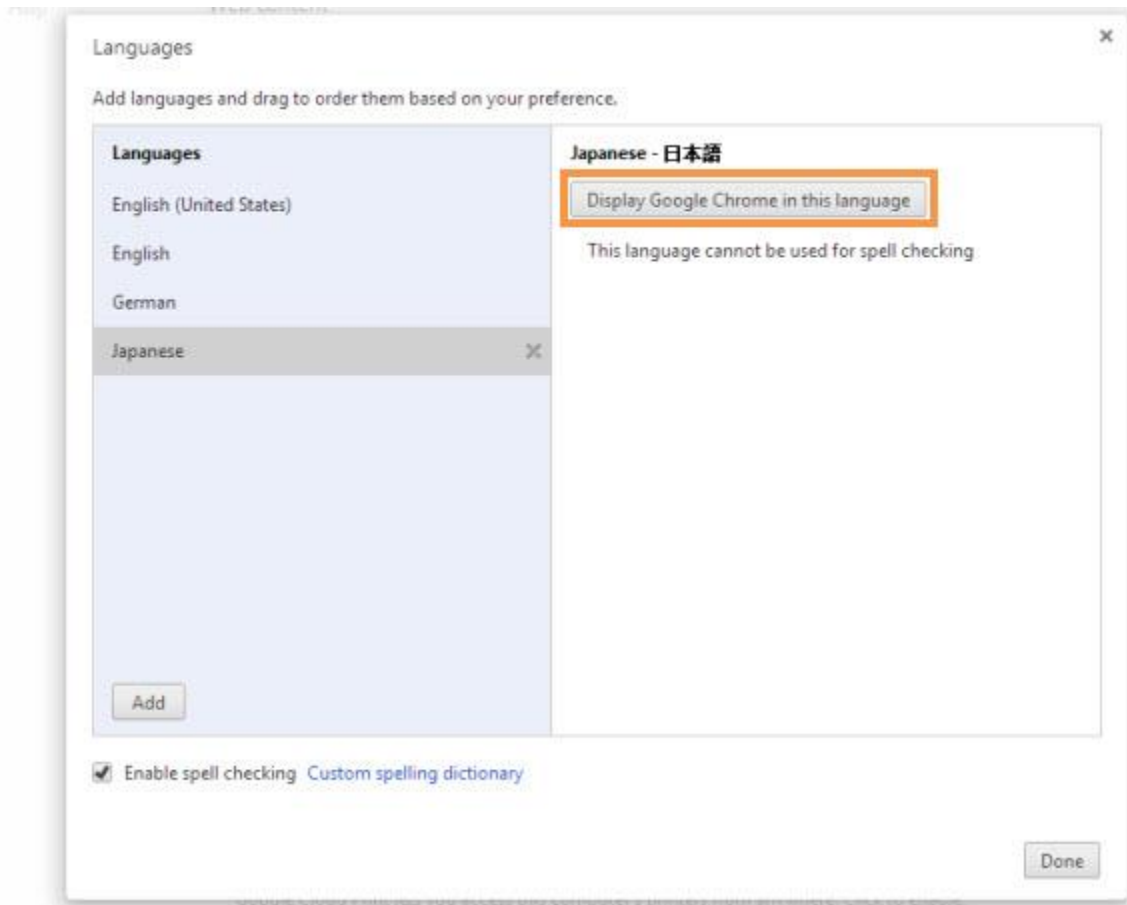 Languages
Add languages and drag to order them based on your preference.
Languages
English (United States)
English
German
Japanese
Add
Japanese - 日本語
Display Google Chrome in this language
This language cannot be used for spell checking
Enable spell checking Custom spelling dictionary
Done